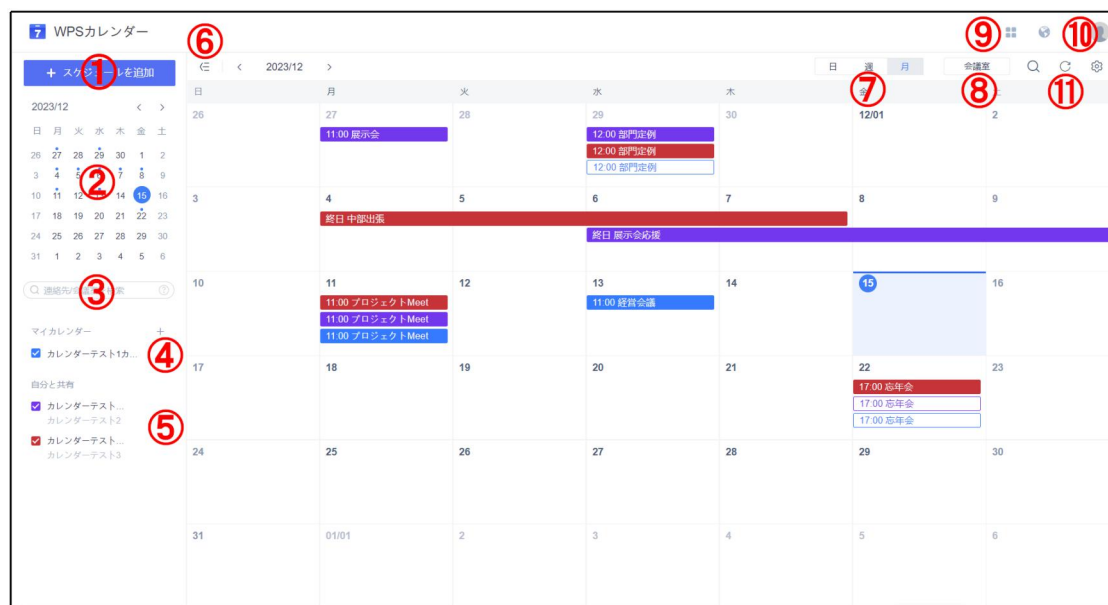 7 WPSカレンダー
⑥
⑨
⑩
①
+ スケジュールを追加
2023/12
日 週 月
会議室
⑦
⑧
⑪
2023/12
日 月 火 水 木 金 土
26 27 28 29 30 1 2
3 4 5 7 8 9
②
10 11 12 14 15 16
17 18 19 20 21 22 23
24 25 26 27 28 29 30
31 1 2 3 4 5 6
③
連絡先/
マイカレンダー +
カレンダーテスト1カ...
④
自分と共有
カレンダーテスト...
カレンダーテスト2
⑤
カレンダーテスト...
カレンダーテスト3
日 月 火 水 木 金
26 27 28 29 30 12/01 2
11:00 展示会
12:00 部門定例
12:00 部門定例
12:00 部門定例
3 4 5 6 7 8 9
終日 中部出張
終日 展示会応援
10 11 12 13 14 15 16
11:00 プロジェクトMeet
11:00 プロジェクトMeet
11:00 プロジェクトMeet
11:00 経営会議
17 18 19 20 21 22 23
17:00 忘年会
17:00 忘年会
17:00 忘年会
24 25 26 27 28 29 30
31 01/01 2 3 4 5 6